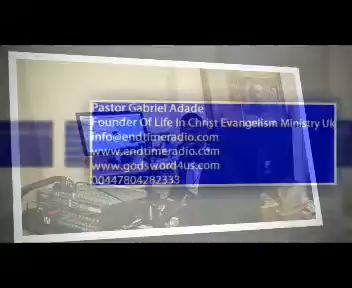 Pastor Gabriel Adade
Founder Of Life In Christ Evangelism Ministry Uk
Info@endtimeradio.com
www.endtimeradio.com
www.godsword4us.com
00447804282333